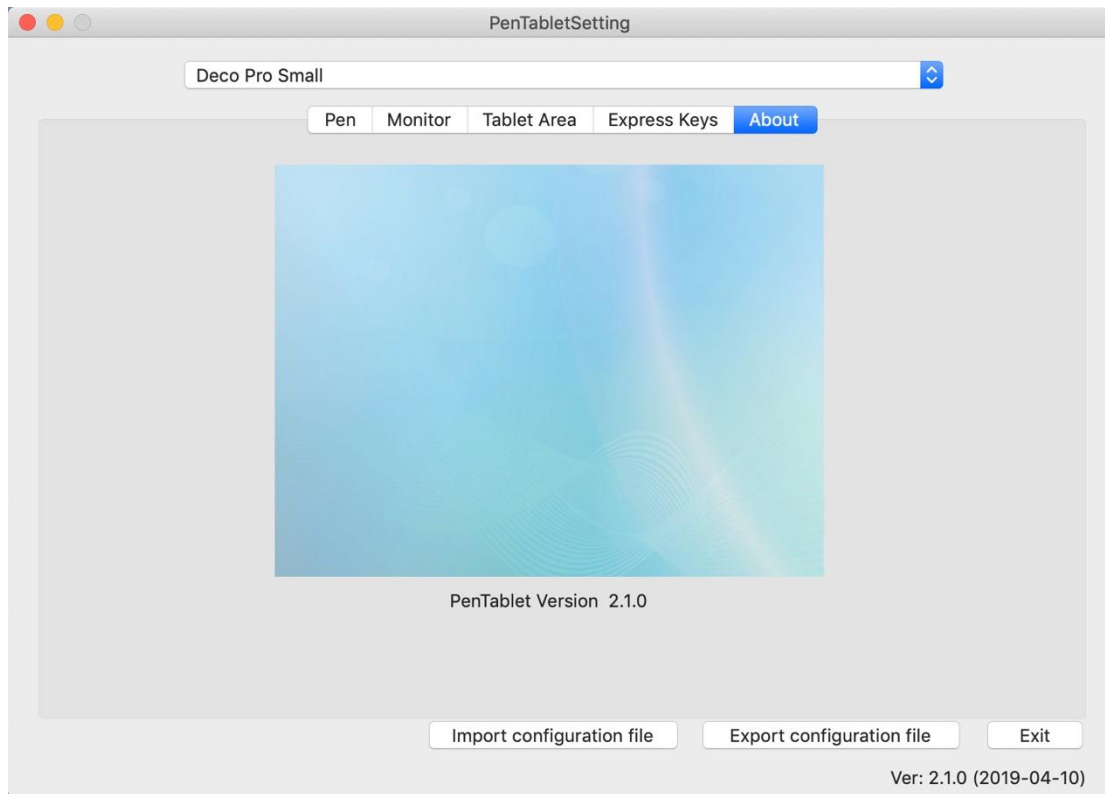 PenTabletSetting
Deco Pro Small
Pen Monitor Tablet Area Express Keys About
PenTablet Version 2.1.0
Import configuration file Export configuration file Exit
Ver: 2.1.0 (2019-04-10)